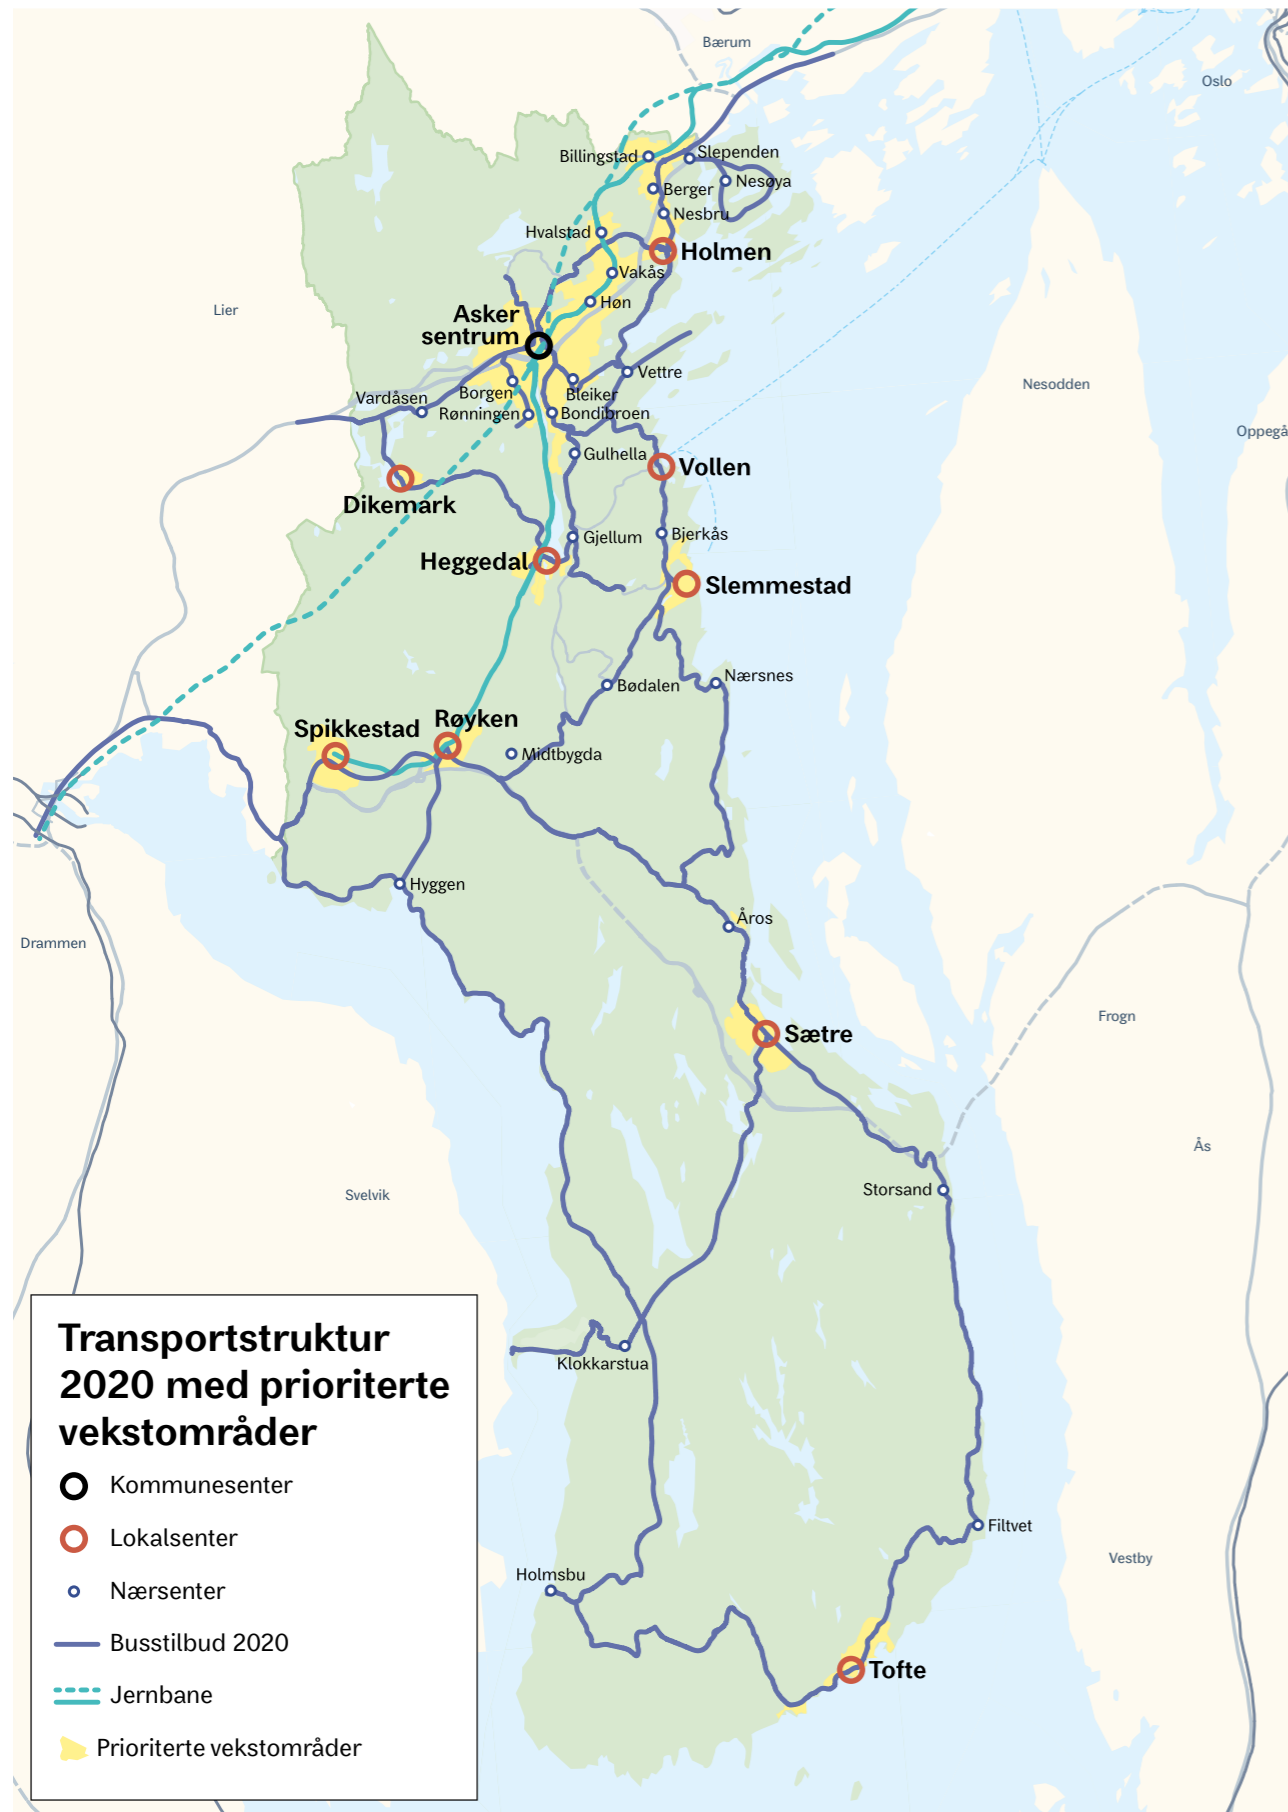 Bærum
Oslo
Billingstad
Slependen
Nesøya
Berger
Nesbru
Hvalstad
Holmen
Vakås
Høn
Lier
Asker
sentrum
Vettre
Nesodden
Borgen
Bleiker
Vardåsen
Rønningen
Bondibroen
Oppegå
Gulhella
Vollen
Dikemark
Gjellum
Bjerkås
Heggedal
Slemmestad
Nærsnes
Bødalen
Spikkestad
Røyken
Midtbygda
Hyggen
Åros
Drammen
Frogn
Sætre
Ås
Storsand
Svelvik
Klokkarstua
Filtvet
Vestby
Holmsbu
Tofte
Transportstruktur
2020 med prioriterte
vekstområder
Kommunesenter
Lokalsenter
Nærsenter
Busstilbud 2020
Jernbane
Prioriterte vekstområder